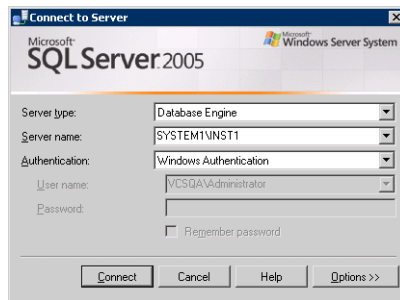 Connect to Server
Microsoft
SQL Server 2005
Microsoft
Windows Server System
Server type: Database Engine
Server name: SYSTEM1\INST1
Authentication: Windows Authentication
User name: VCSQA\Administrator
Password:
Remember password
Connect Cancel Help Options >>